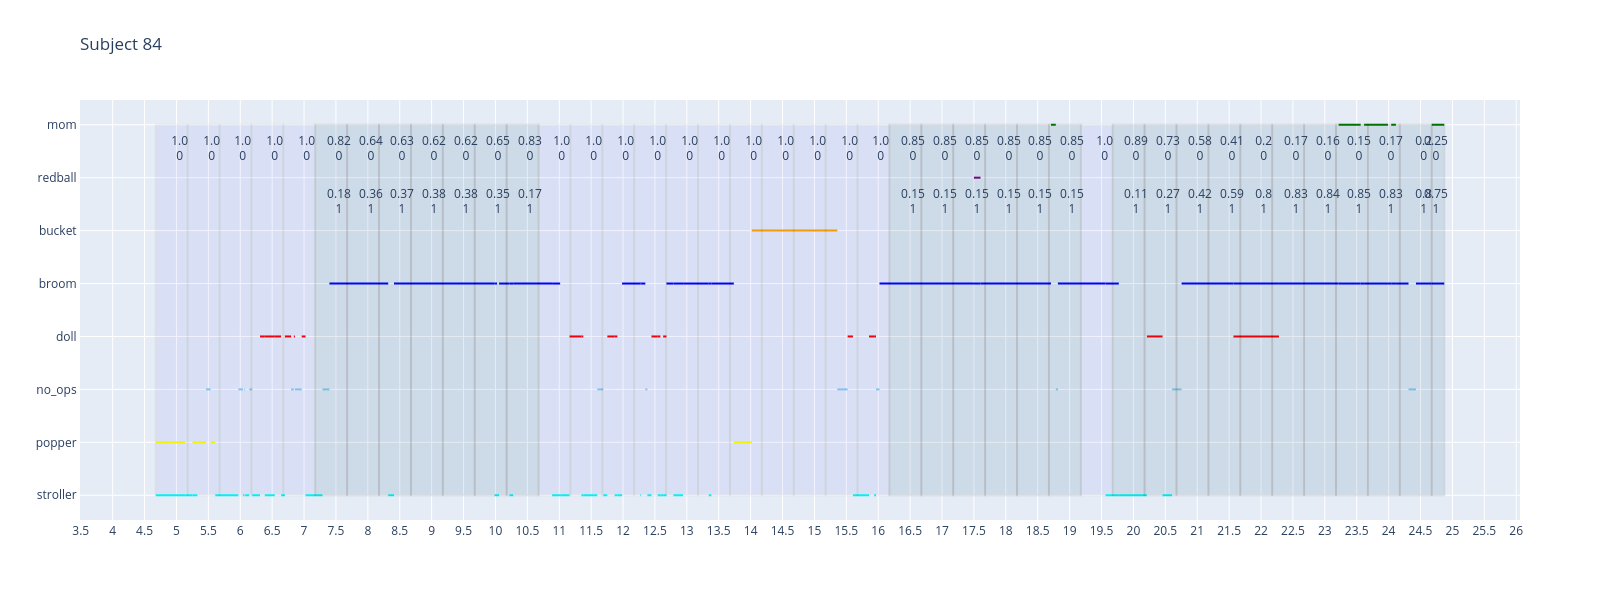 Subject 84
mom
1.0 1.0 1.0 1.0 1.0 0.82 0.64 0.63 0.62 0.62 0.65 0.83 1.0 1.0 1.0 1.0 1.0 1.0 1.0 1.0 1.0 1.0 1.0 0.85 0.85 0.85 0.85 0.85 0.85 1.0 0.89 0.73 0.58 0.41 0.2 0.17 0.16 0.15 0.17 0.25
0 0 0 0 0 0 0 0 0 0 0 0 0 0 0 0 0 0 0 0 0 0 0 0 0 0 0 0 0 0 0 0 0 0 0 0 0 0 0 0 0
redball
0.18 0.36 0.37 0.38 0.38 0.35 0.17 0.15 0.15 0.15 0.15 0.15 0.15 0.11 0.27 0.42 0.59 0.8 0.83 0.84 0.85 0.83 0.75
1 1 1 1 1 1 1 1 1 1 1 1 1 1 1 1 1 1 1 1 1 1 1 1
bucket
broom
doll
no_ops
popper
stroller
3.5 4 4.5 5 5.5 6 6.5 7 7.5 8 8.5 9 9.5 10 10.5 11 11.5 12 12.5 13 13.5 14 14.5 15 15.5 16 16.5 17 17.5 18 18.5 19 19.5 20 20.5 21 21.5 22 22.5 23 23.5 24 24.5 25 25.5 26